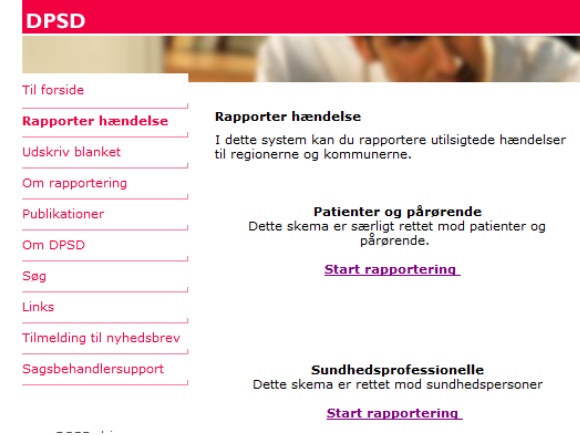 DPSD
Til forside
Rapporter hændelse
Udskriv blanket
Om rapportering
Publikationer
Om DPSD
Søg
Links
Tilmelding til nyhedsbrev
Sagsbehandlersupport
Rapporter hændelse
I dette system kan du rapportere utilsigtede hændelser
til regionerne og kommunerne.
Patienter og pårørende
Dette skema er særligt rettet mod patienter og
pårørende.
Start rapportering
Sundhedsprofessionelle
Dette skema er rettet mod sundhedspersoner
Start rapportering